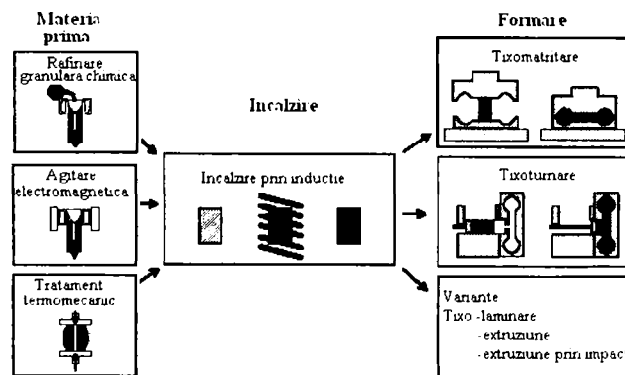 Materia
prima
Rafinare
granulara chimica
Agitare
electromagnetica
Tratament
termomecanic
Incalzire
Incalzire prin inductie
Formare
Tixomatritare
Tixoturnare
Variante
Tixo -laminare
-extruziune
-extruziune prin impact